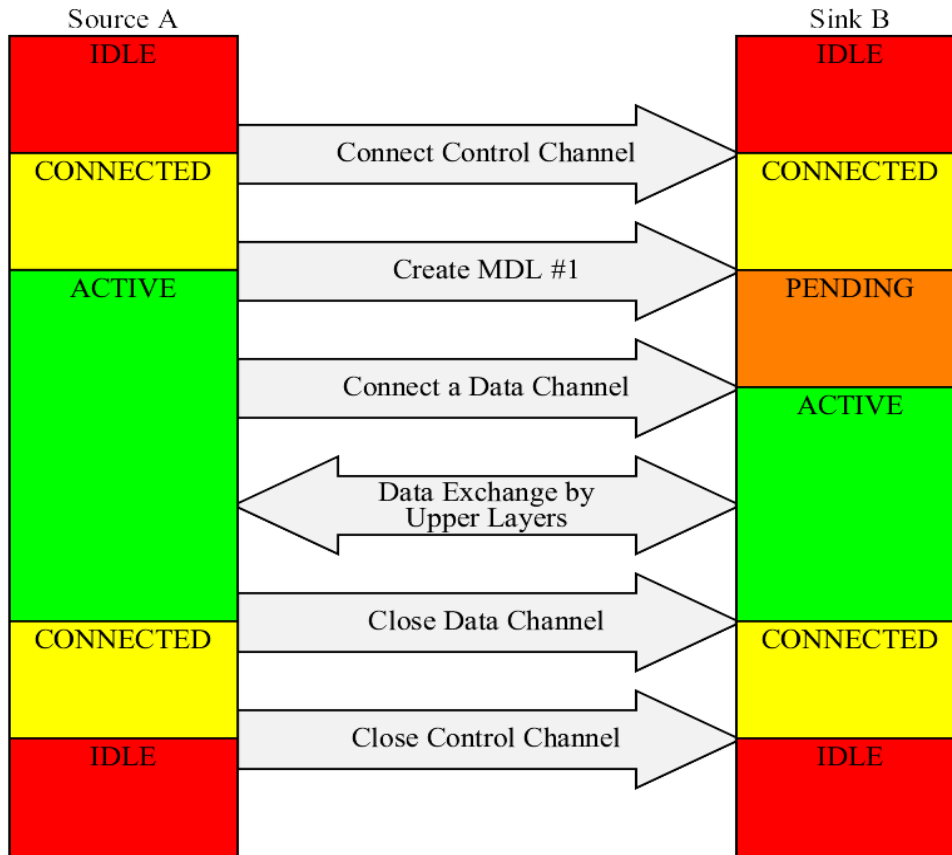 Source A
Sink B
IDLE
IDLE
Connect Control Channel
CONNECTED
CONNECTED
Create MDL #1
ACTIVE
PENDING
Connect a Data Channel
ACTIVE
Data Exchange by
Upper Layers
Close Data Channel
CONNECTED
CONNECTED
Close Control Channel
IDLE
IDLE